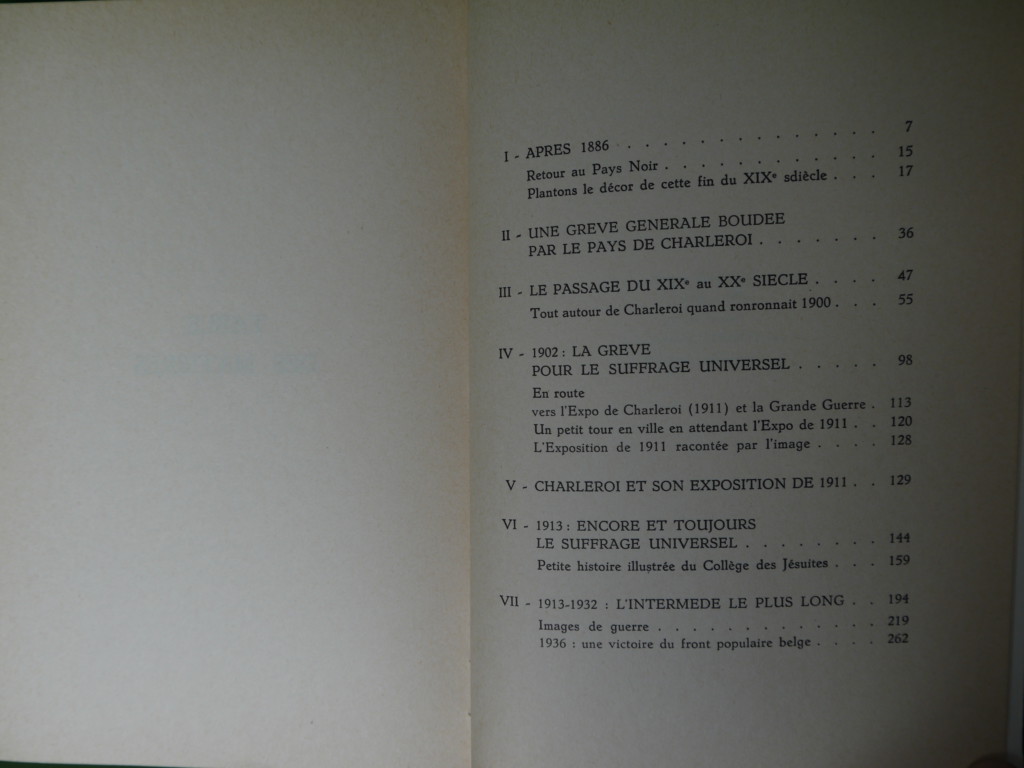 I - APRES 1886 . . . . . . . . . . . . 7
Retour au Pays Noir . . . . . . . . . . . 15
Plantons le décor de cette fin du XIXe sdiècle . . . 17
II - UNE GREVE GENERALE BOUDEE
PAR LE PAYS DE CHARLEROI . . . . . . . 36
III - LE PASSAGE DU XIXe au XXe SIECLE . . . . 47
Tout autour de Charleroi quand ronronnait 1900 . . . 55
IV - 1902 : LA GREVE
POUR LE SUFFRAGE UNIVERSEL . . . . . 98
En route
vers l'Expo de Charleroi (1911) et la Grande Guerre . 113
Un petit tour en ville en attendant l'Expo de 1911 . . 120
L'Exposition de 1911 racontée par l'image . . . . 128
V - CHARLEROI ET SON EXPOSITION DE 1911 . . 129
VI - 1913 : ENCORE ET TOUJOURS
LE SUFFRAGE UNIVERSEL . . . . . . . . 144
Petite histoire illustrée du Collège des Jésuites . . . 159
VII - 1913-1932 : L'INTERMEDE LE PLUS LONG . . 194
Images de guerre . . . . . . . . . . . . 219
1936 : une victoire du front populaire belge . . . . 262